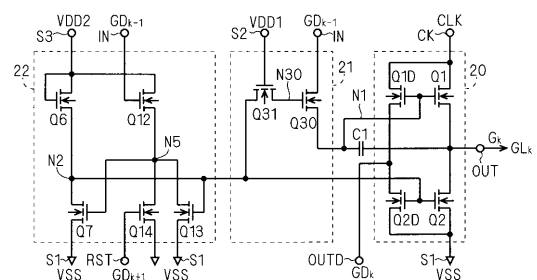 VDD2 GDk-1 VDD1 GDk-1 CLK
S3 IN S2 IN CK
22 21 20
Q6 Q12 Q31 N30 Q30 N1 Q1D Q1
N2 N5 C1 Gk GLk
OUT
Q7 Q14 Q13 Q2D Q2
S1 RST S1 OUTD S1
VSS GDk+1 VSS GDk VSS